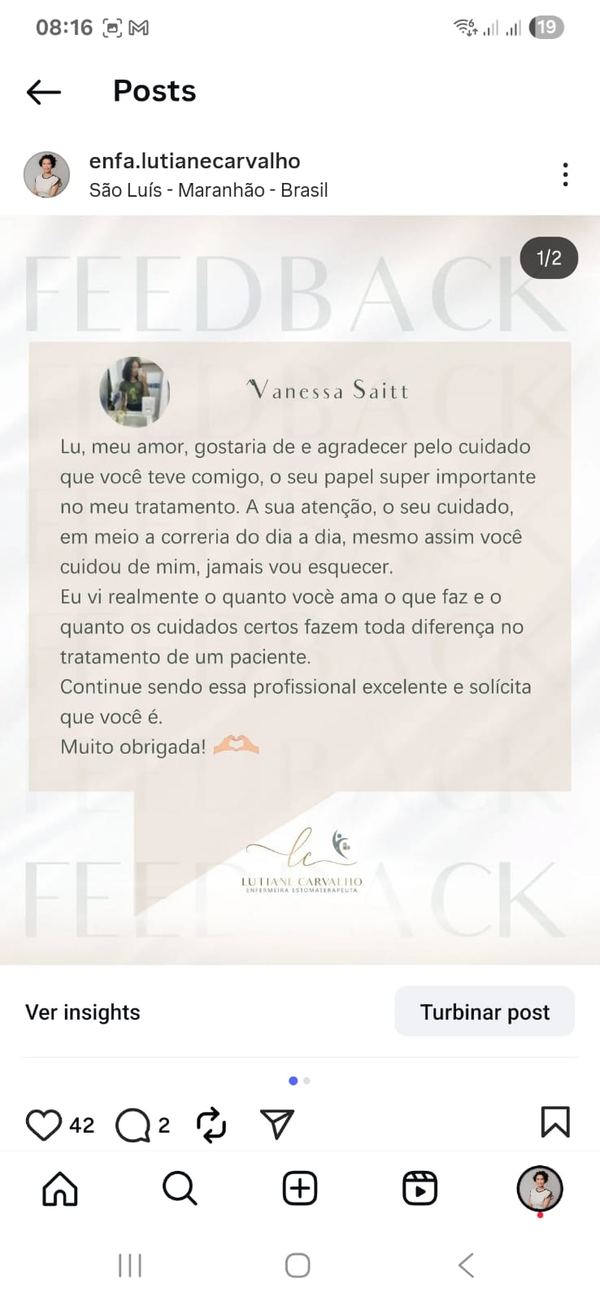 08:16
19
Posts
enfa.lutianecarvalho
São Luís - Maranhão - Brasil
1/2
FEEDBACK
Vanessa Saitt
Lu, meu amor, gostaria de e agradecer pelo cuidado
que você teve comigo, o seu papel super importante
no meu tratamento. A sua atenção, o seu cuidado,
em meio a correria do dia a dia, mesmo assim você
cuidou de mim, jamais vou esquecer.
Eu vi realmente o quanto vocè ama o que faz e o
quanto os cuidados certos fazem toda diferença no
tratamento de um paciente.
Continue sendo essa profissional excelente e solícita
que você é.
Muito obrigada!
lc
LUTIANE CARVALHO
ENFERMEIRA ESTOMATERAPEUTA
FEEDBACK
Ver insights
Turbinar post
42
2